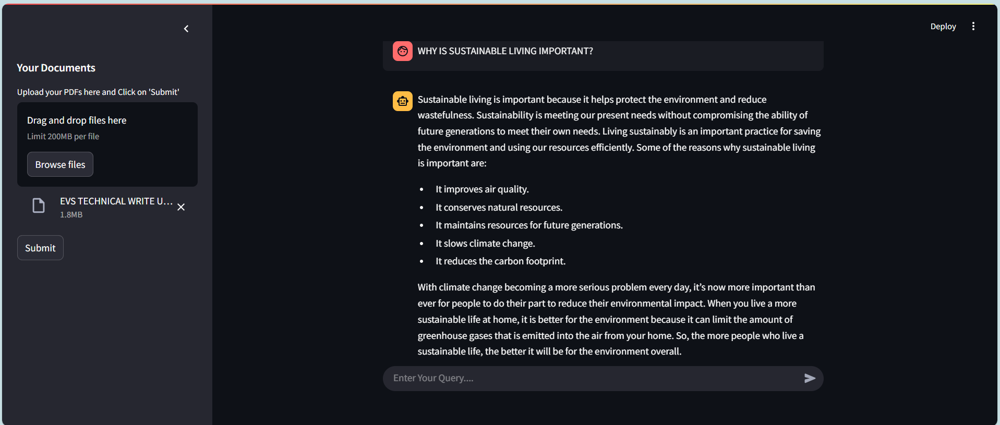 Deploy
Your Documents
Upload your PDFs here and Click on 'Submit'
Drag and drop files here
Limit 200MB per file
Browse files
EVS TECHNICAL WRITE U...
1.8MB
Submit
WHY IS SUSTAINABLE LIVING IMPORTANT?
Sustainable living is important because it helps protect the environment and reduce
wastefulness. Sustainability is meeting our present needs without compromising the ability of
future generations to meet their own needs. Living sustainably is an important practice for saving
the environment and using our resources efficiently. Some of the reasons why sustainable living
is important are:
• It improves air quality.
• It conserves natural resources.
• It maintains resources for future generations.
• It slows climate change.
• It reduces the carbon footprint.
With climate change becoming a more serious problem every day, it’s now more important than
ever for people to do their part to reduce their environmental impact. When you live a more
sustainable life at home, it is better for the environment because it can limit the amount of
greenhouse gases that is emitted into the air from your home. So, the more people who live a
sustainable life, the better it will be for the environment overall.
Enter Your Query....